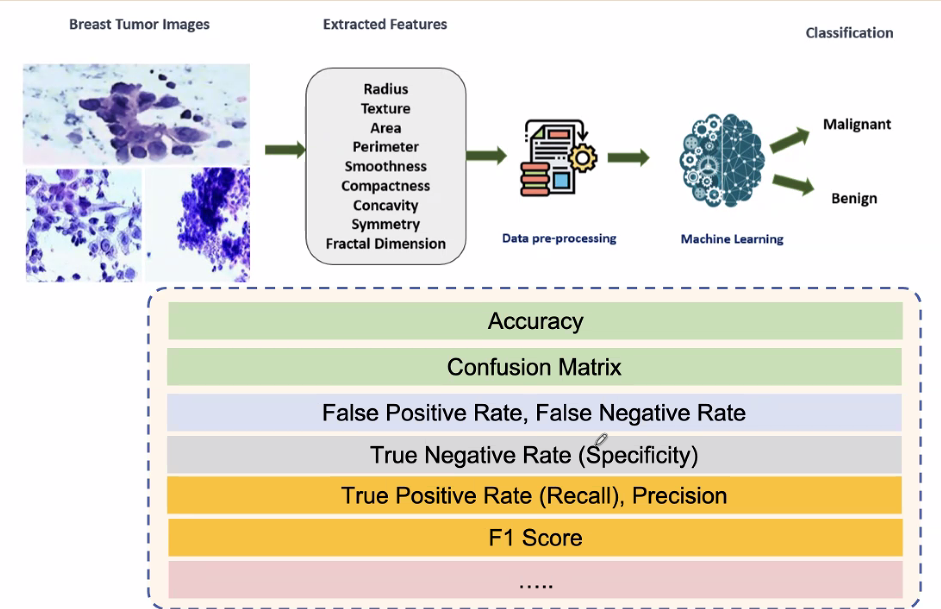 Breast Tumor Images
Extracted Features
Classification
Radius
Texture
Area
Perimeter
Smoothness
Compactness
Concavity
Symmetry
Fractal Dimension
Data pre-processing
Machine Learning
Malignant
Benign
Accuracy
Confusion Matrix
False Positive Rate, False Negative Rate
True Negative Rate (Specificity)
True Positive Rate (Recall), Precision
F1 Score
.....